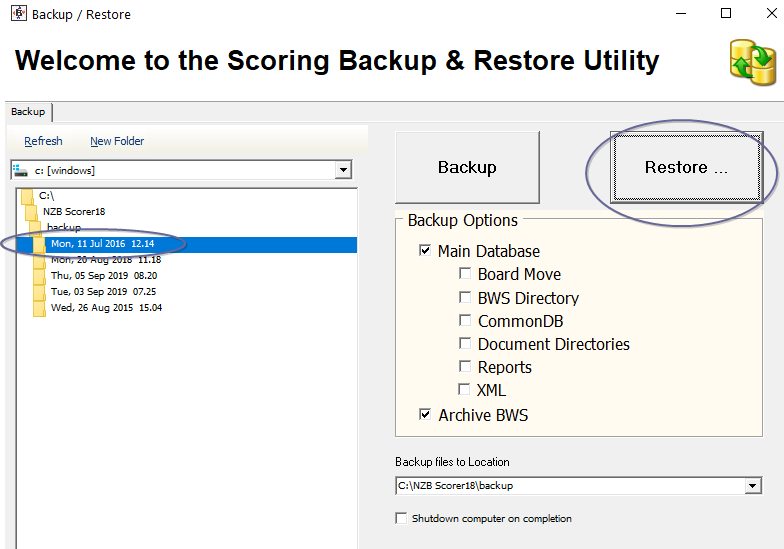 Backup / Restore
Welcome to the Scoring Backup & Restore Utility
Backup
Refresh New Folder
c: [windows]
C:\
NZB Scorer18
backup
Mon, 11 Jul 2016 12.14
Mon, 20 Aug 2018 11.18
Thu, 05 Sep 2019 08.20
Tue, 03 Sep 2019 07.25
Wed, 26 Aug 2015 15.04
Backup Restore ...
Backup Options
Main Database
Board Move
BWS Directory
CommonDB
Document Directories
Reports
XML
Archive BWS
Backup files to Location
C:\NZB Scorer18\backup
Shutdown computer on completion